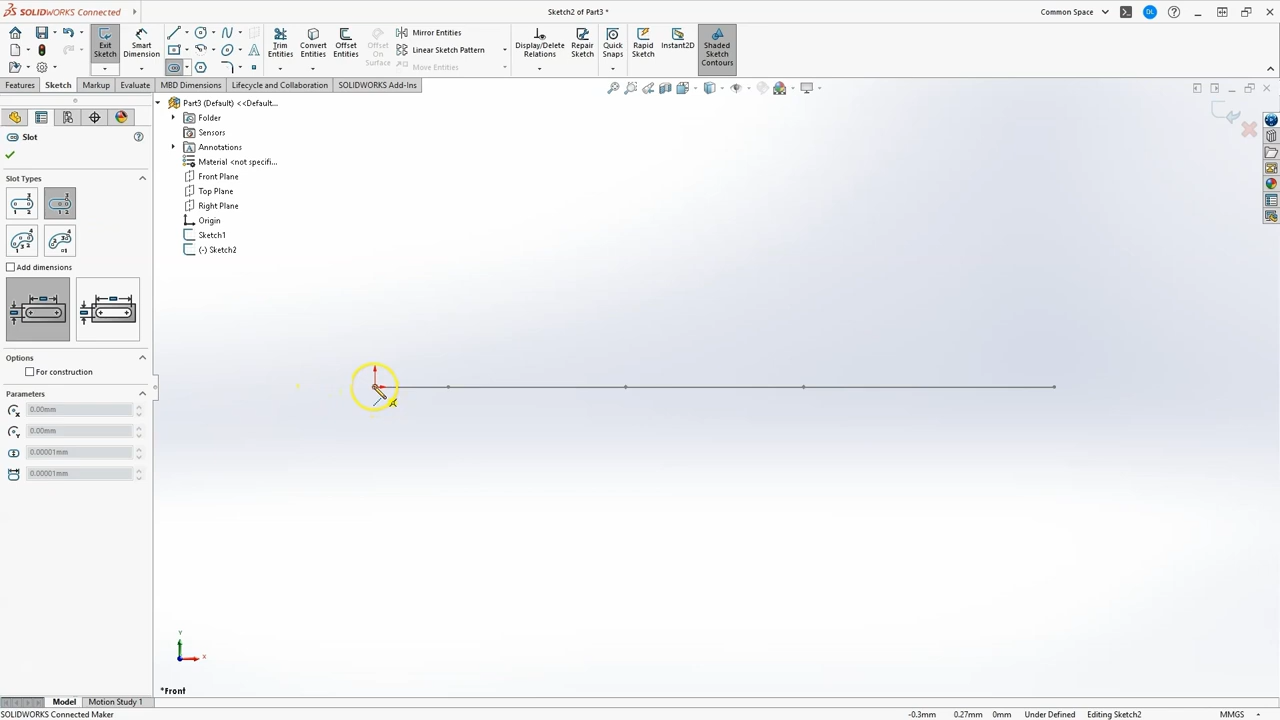 SOLIDWORKS CONNECTED
Sketch2 of Part3 *
Common Space
DL
Exit Sketch
Smart Dimension
Trim Entities
Convert Entities
Offset Entities
Offset On Surface
Mirror Entities
Linear Sketch Pattern
Move Entities
Display/Delete Relations
Repair Sketch
Quick Snaps
Rapid Sketch
Instant2D
Shaded Sketch Contours
Features
Sketch
Markup
Evaluate
MBD Dimensions
Lifecycle and Collaboration
SOLIDWORKS Add-Ins
Slot
Slot Types
Add dimensions
Options
For construction
Parameters
0.00mm
0.00mm
0.00001mm
0.00001mm
Part3 (Default) <<Default...
Folder
Sensors
Annotations
Material <not specifi...
Front Plane
Top Plane
Right Plane
Origin
Sketch1
(-) Sketch2
Y
X
*Front
Model
Motion Study 1
SOLIDWORKS Connected Maker
-0.3mm
0.27mm
0mm
Under Defined
Editing Sketch2
MMGS